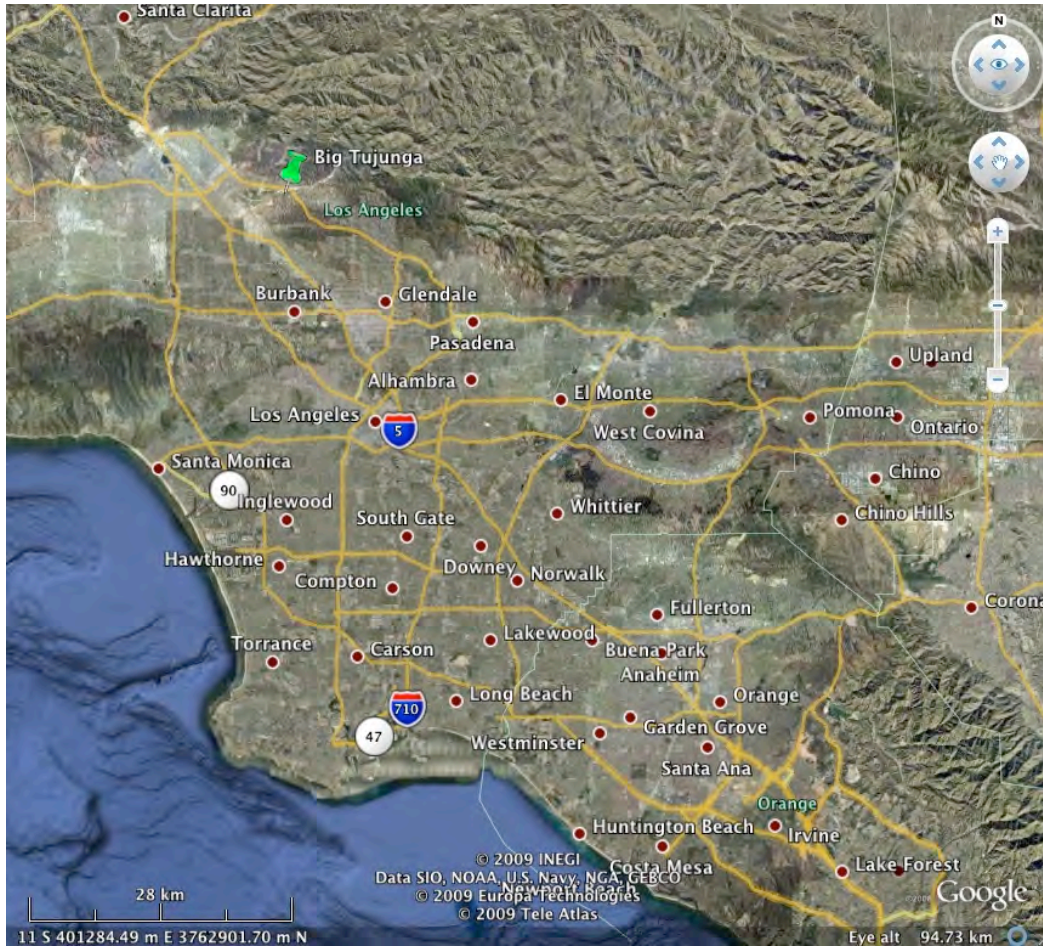 Santa Clarita
N
Big Tujunga
Los Angeles
Burbank
Glendale
Pasadena
Upland
Alhambra
El Monte
Los Angeles
5
West Covina
Pomona
Ontario
Santa Monica
90
Chino
Inglewood
Whittier
Chino Hills
South Gate
Hawthorne
Downey
Norwalk
Compton
Fullerton
Corona
Torrance
Carson
Lakewood
Buena Park
Anaheim
Long Beach
Orange
710
47
Westminster
Garden Grove
Santa Ana
Orange
Huntington Beach
Irvine
© 2009 INEGI
Costa Mesa
Lake Forest
Data SIO, NOAA, U.S. Navy, NGA, GEBCO
Newport Beach
© 2009 Europa Technologies
© 2009 Tele Atlas
©2009 Google
28 km
11 S 401284.49 m E 3762901.70 m N
Eye alt 94.73 km